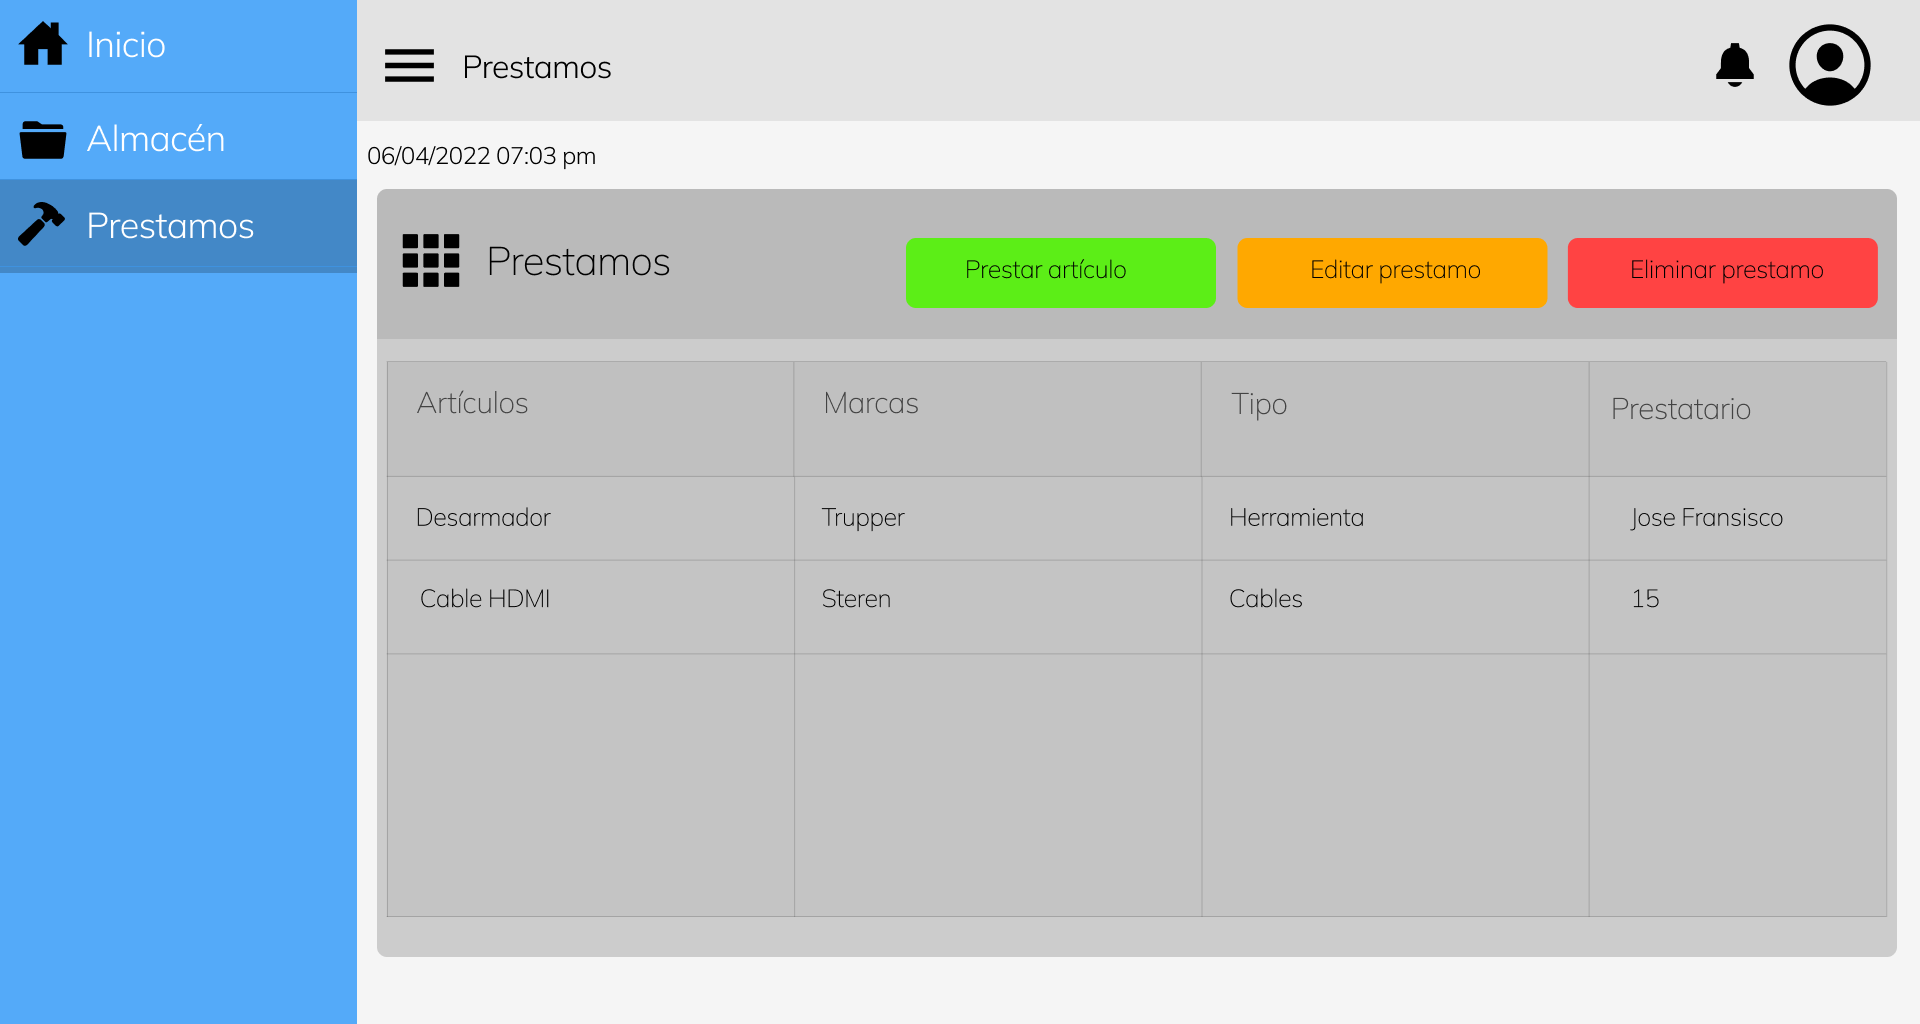 Inicio
Almacén
Prestamos
Prestamos
06/04/2022 07:03 pm
Prestamos
Prestar artículo
Editar prestamo
Eliminar prestamo
Artículos
Marcas
Tipo
Prestatario
Desarmador
Trupper
Herramienta
Jose Fransisco
Cable HDMI
Steren
Cables
15